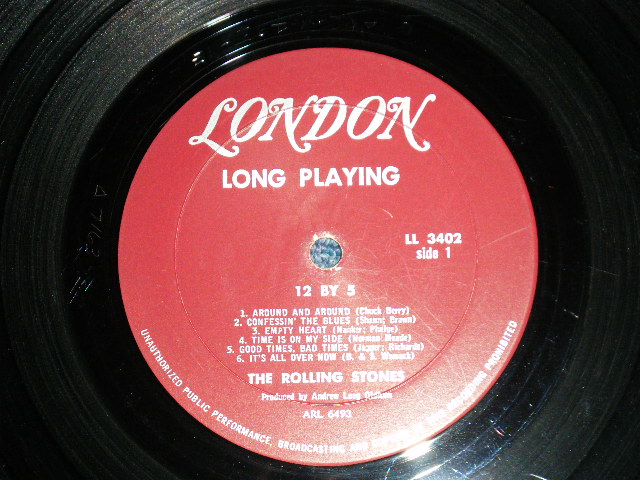 LONDON
LONG PLAYING
LL 3402
side 1
12 BY 5
1. AROUND AND AROUND (Chuck Berry)
2. CONFESSIN' THE BLUES (Shann; Brown)
3. EMPTY HEART (Nanker; Phelge)
4. TIME IS ON MY SIDE (Norman Meade)
5. GOOD TIMES, BAD TIMES (Jagger; Richards)
6. IT'S ALL OVER NOW (B. & S. Womack)
THE ROLLING STONES
Produced by Andrew Loog Oldham
ARL 6493
UNAUTHORIZED PUBLIC PERFORMANCE, BROADCASTING AND COPYING PROHIBITED